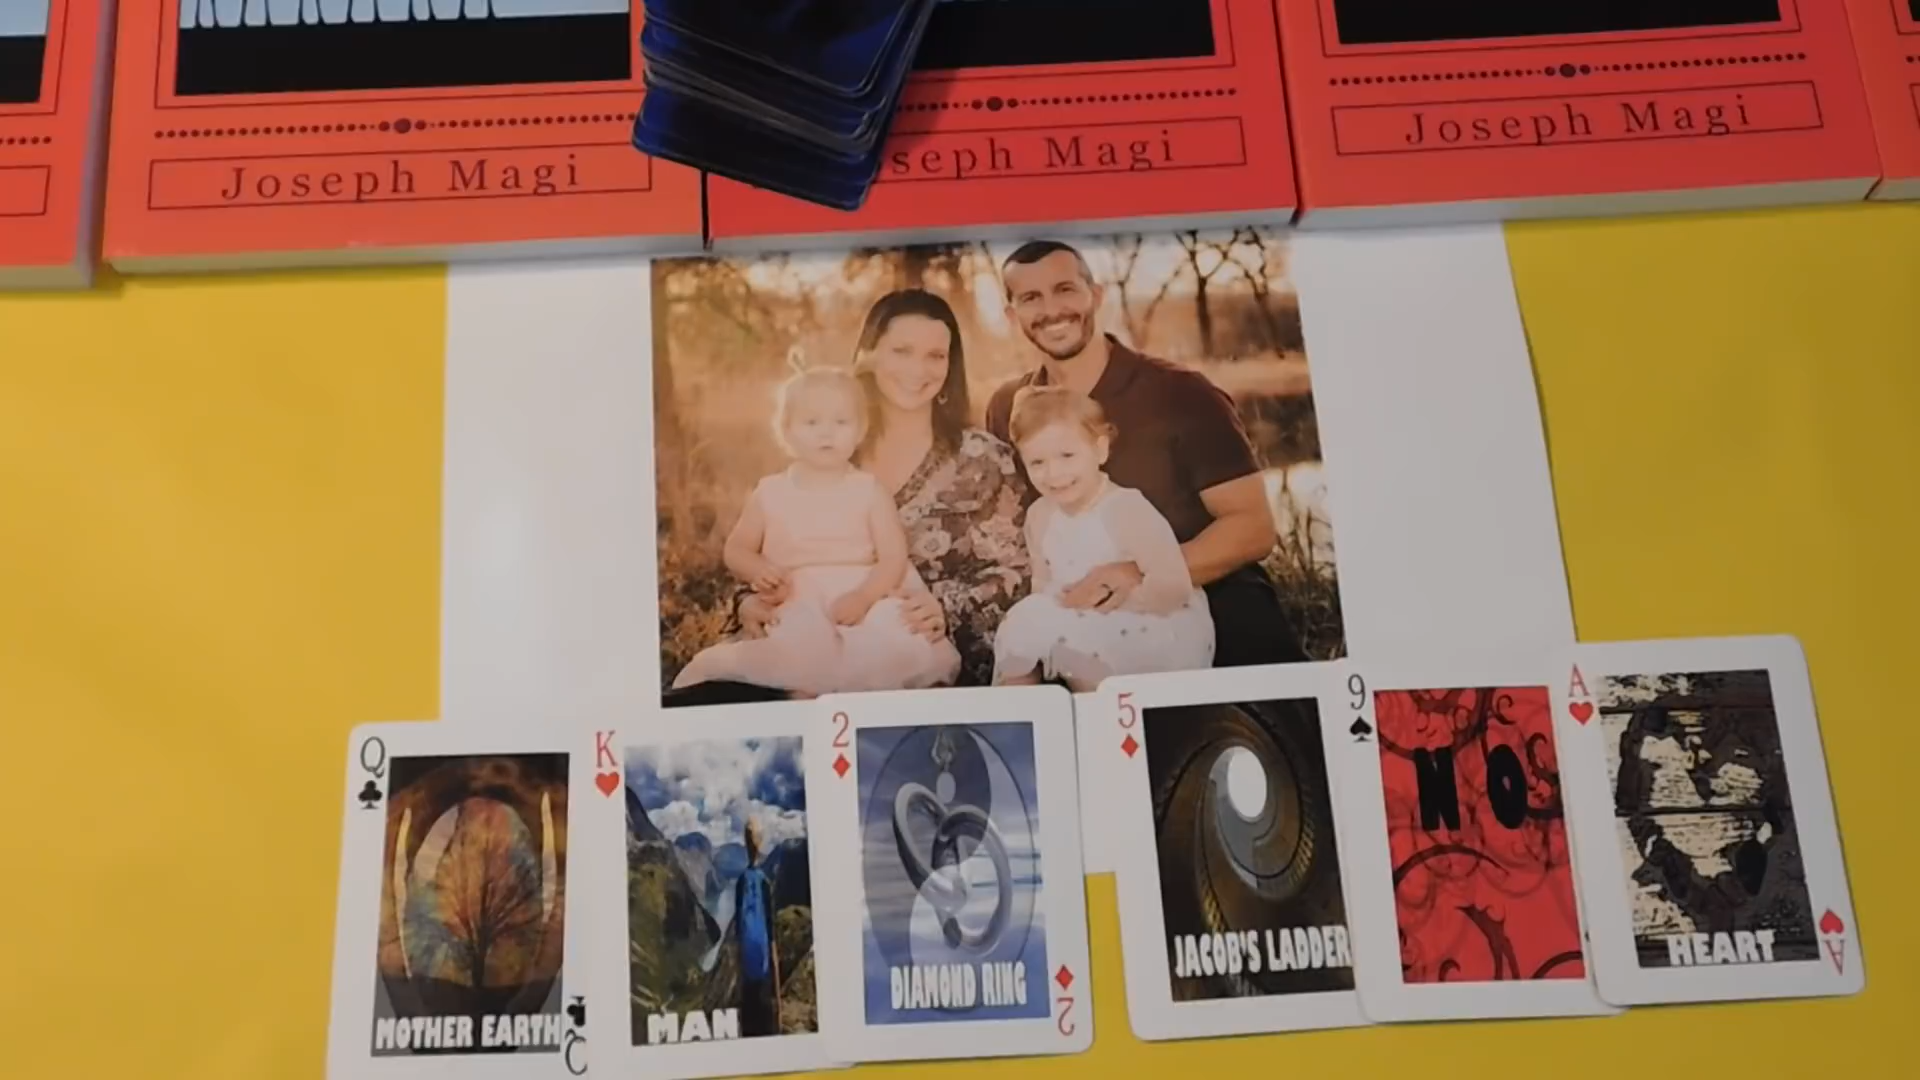 Joseph Magi
seph Magi
Joseph Magi
Q
MOTHER EARTH
Q
K
MAN
2
DIAMOND RING
2
5
JACOB'S LADDER
9
NO
A
HEART
A